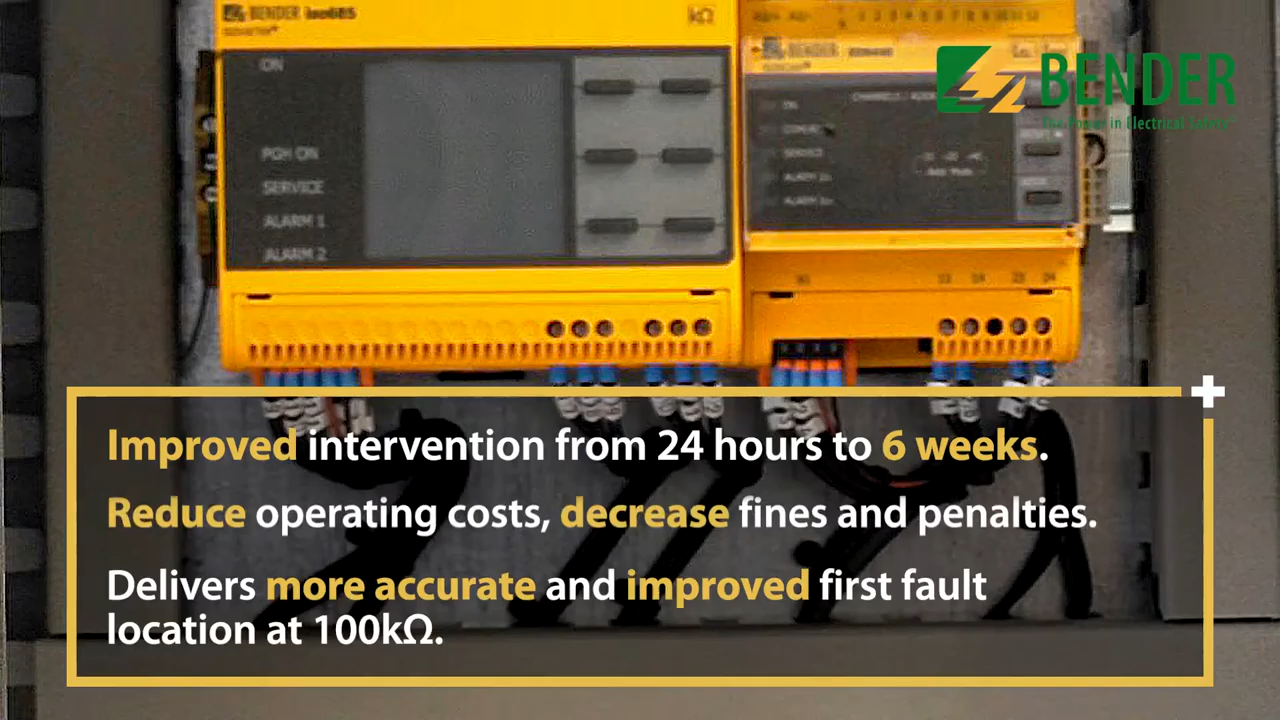 BENDER iso685
kΩ
ON
PGH ON
SERVICE
ALARM 1
ALARM 2
BENDER
ON
SERVICE
BENDER
The Power in Electrical Safety
Improved intervention from 24 hours to 6 weeks.
Reduce operating costs, decrease fines and penalties.
Delivers more accurate and improved first fault
location at 100kΩ.